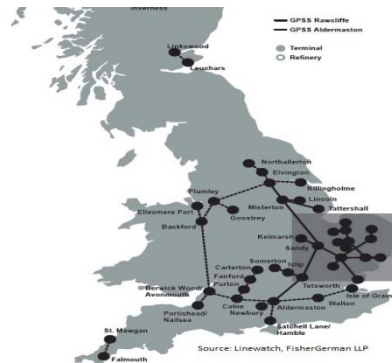 Inverness
GPSS Rawcliffe
GPSS Aldermaston
Terminal
Refinery
Linkswood
Leuchars
Northallerton
Elvington
Killingholme
Plumley
Ellesmere Port
Lincoln
Misterton
Tattershall
Goostrey
Backford
Kelmarsh
Sandy
Somerton
Islip
Carterton
Fairford
Purton
Tetsworth
Berwick Wood/
Avonmouth
Isle of Grain
Calne
Newbury
Aldermaston
Walton
Portishead/
Nailsea
Satchell Lane/
Hamble
St. Mawgan
Falmouth
Source: Linewatch, FisherGerman LLP